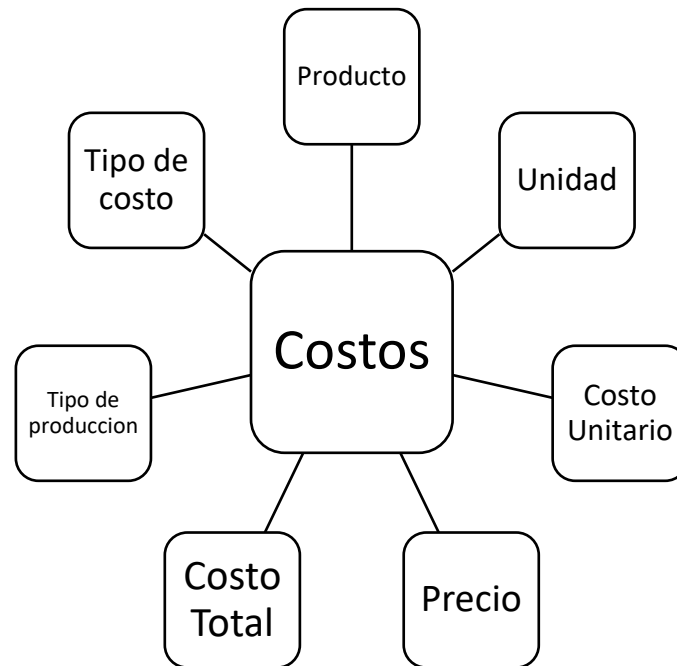 Producto
Tipo de
costo
Unidad
Costos
Tipo de
produccion
Costo
Unitario
Costo
Total
Precio